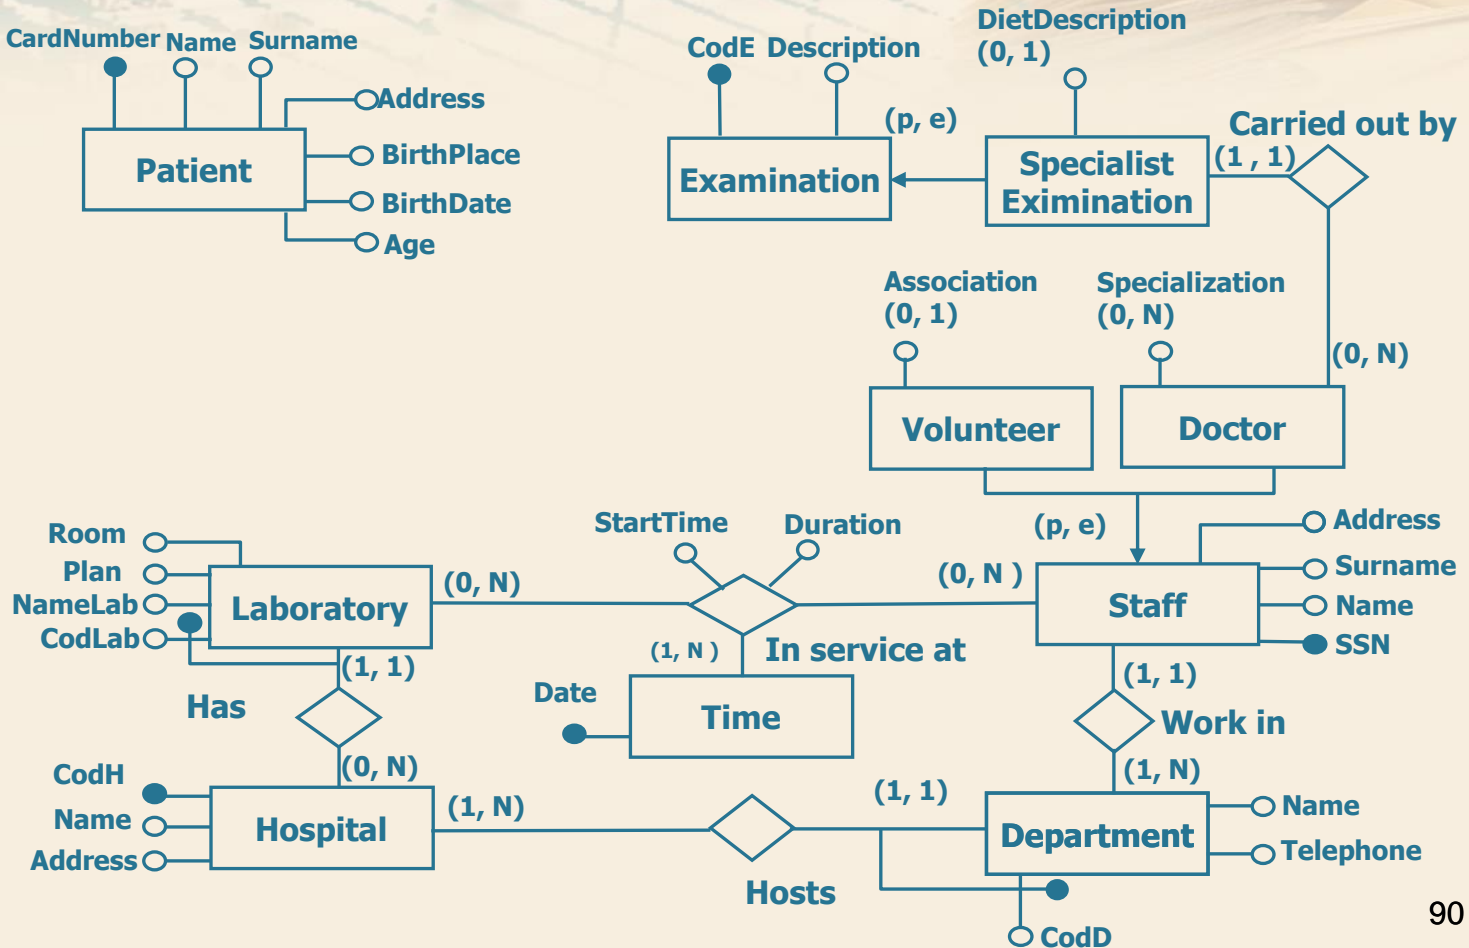 DietDescription
(0, 1)
CardNumber Name Surname
CodE Description
Address
(p, e)
Carried out by
BirthPlace
Patient
Examination
Specialist
Eximination
(1 , 1)
BirthDate
Age
Association
(0, 1)
Specialization
(0, N)
(0, N)
Volunteer
Doctor
StartTime
Duration
(p, e)
Address
Room
Plan
NameLab
CodLab
Laboratory
(0, N)
(0, N )
Staff
Surname
Name
SSN
(1, 1)
(1, N )
In service at
(1, 1)
Has
Date
Time
Work in
(0, N)
(1, N)
CodH
Name
Address
Hospital
(1, N)
(1, 1)
Department
Name
Telephone
Hosts
CodD
90